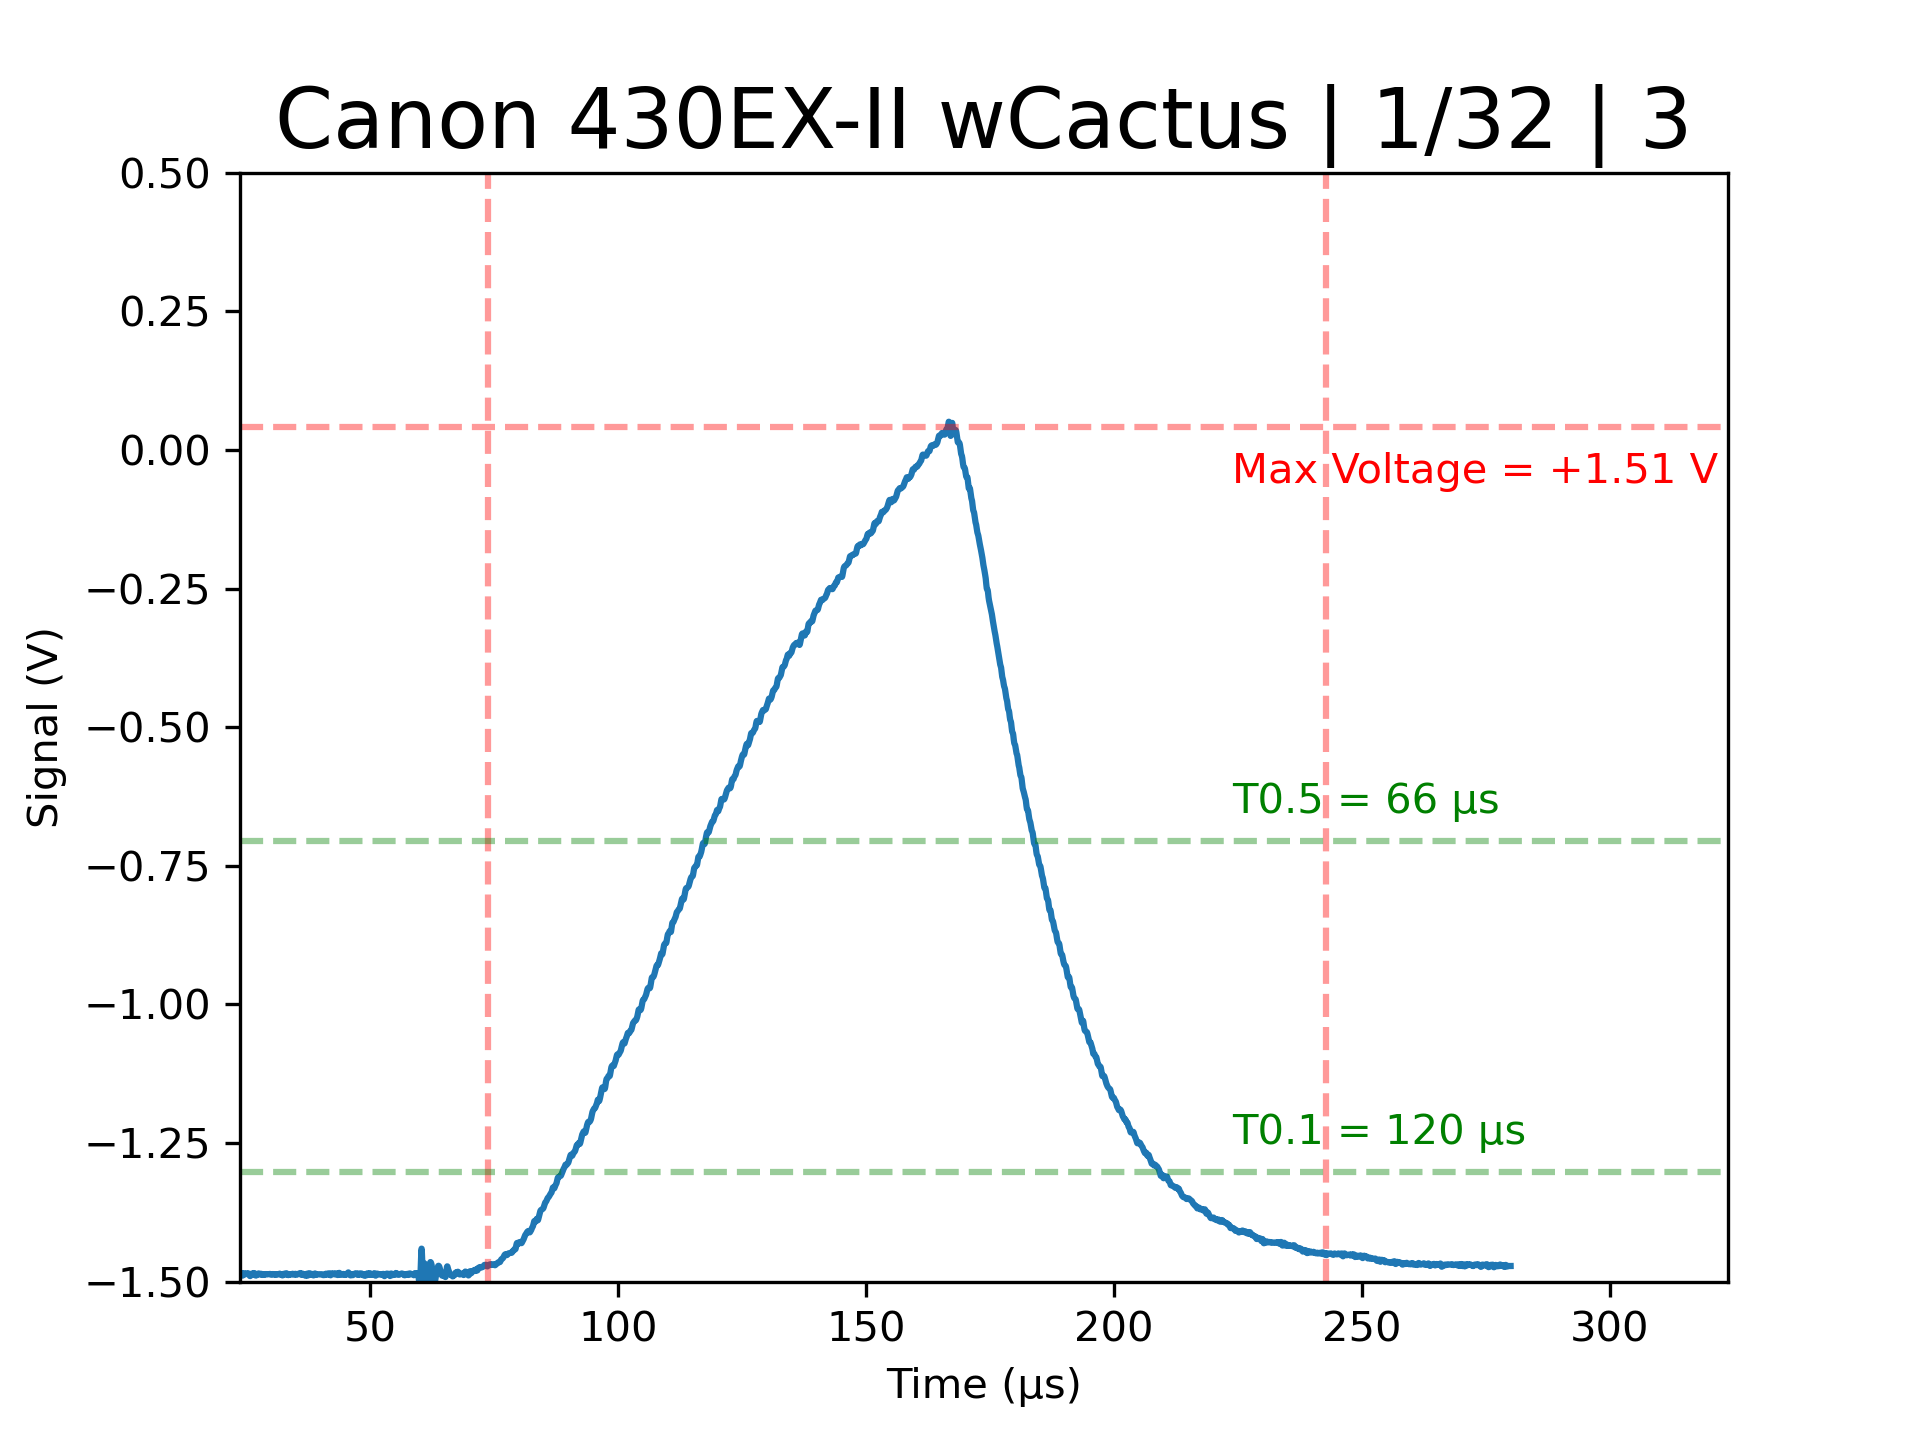 Canon 430EX-II wCactus | 1/32 | 3
0.50
0.25
0.00
−0.25
−0.50
−0.75
−1.00
−1.25
−1.50
Signal (V)
Max Voltage = +1.51 V
T0.5 = 66 µs
T0.1 = 120 µs
50
100
150
200
250
300
Time (µs)